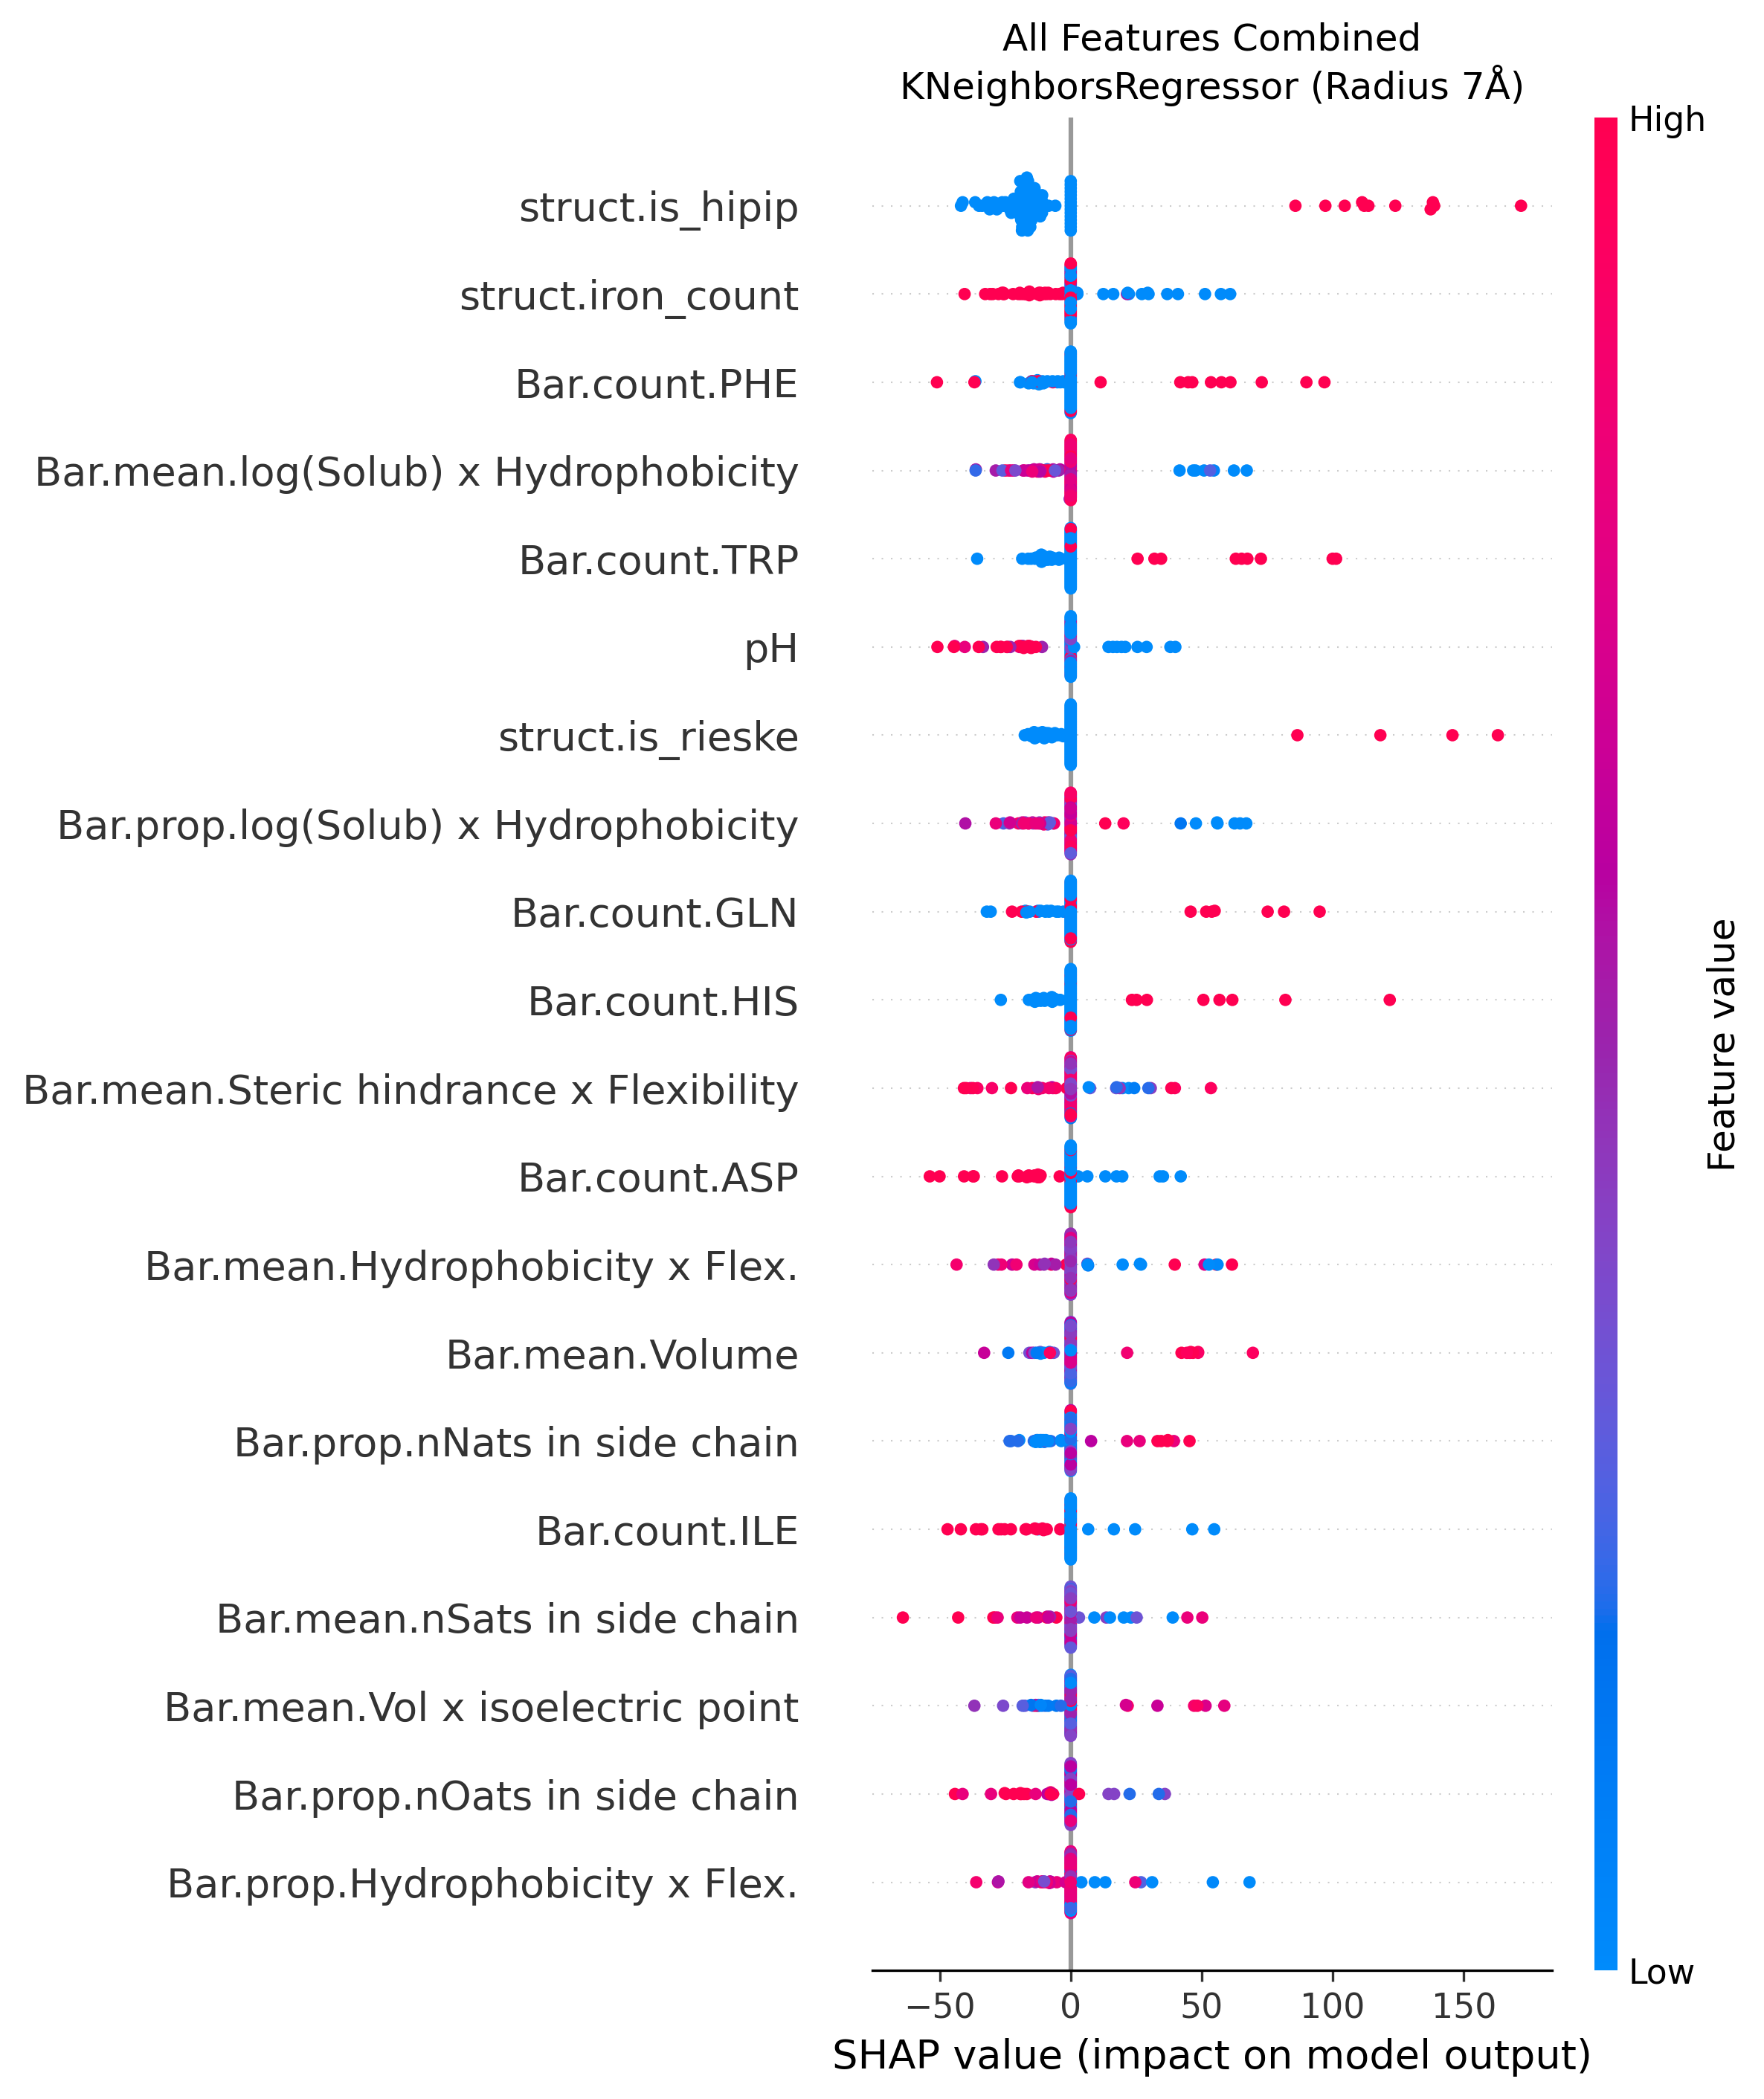 All Features Combined
KNeighborsRegressor (Radius 7Å)
High
struct.is_hipip
struct.iron_count
Bar.count.PHE
Bar.mean.log(Solub) x Hydrophobicity
Bar.count.TRP
pH
struct.is_rieske
Bar.prop.log(Solub) x Hydrophobicity
Bar.count.GLN
Bar.count.HIS
Bar.mean.Steric hindrance x Flexibility
Bar.count.ASP
Bar.mean.Hydrophobicity x Flex.
Bar.mean.Volume
Bar.prop.nNats in side chain
Bar.count.ILE
Bar.mean.nSats in side chain
Bar.mean.Vol x isoelectric point
Bar.prop.nOats in side chain
Bar.prop.Hydrophobicity x Flex.
Feature value
Low
−50 0 50 100 150
SHAP value (impact on model output)